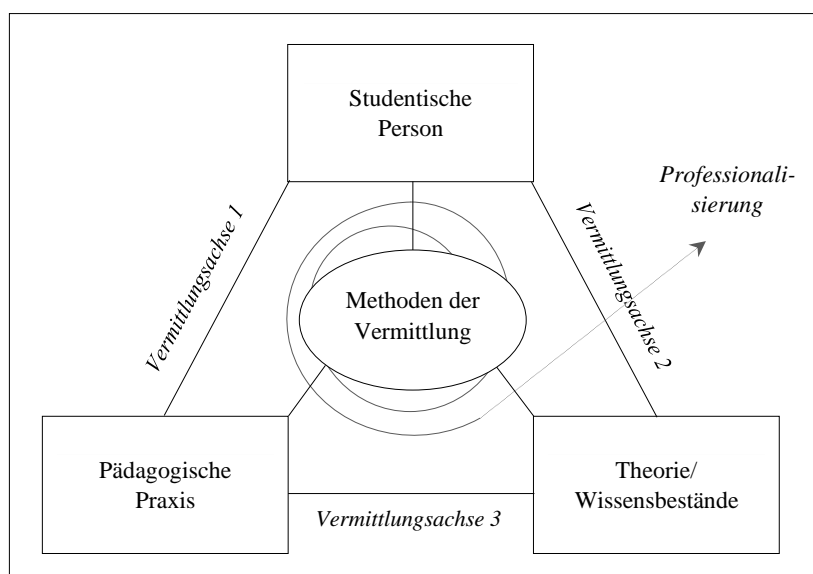 Studentische
Person
Professionali-
sierung
Vermittlungsachse 1
Vermittlungsachse 2
Methoden der
Vermittlung
Pädagogische
Praxis
Theorie/
Wissensbestände
Vermittlungsachse 3